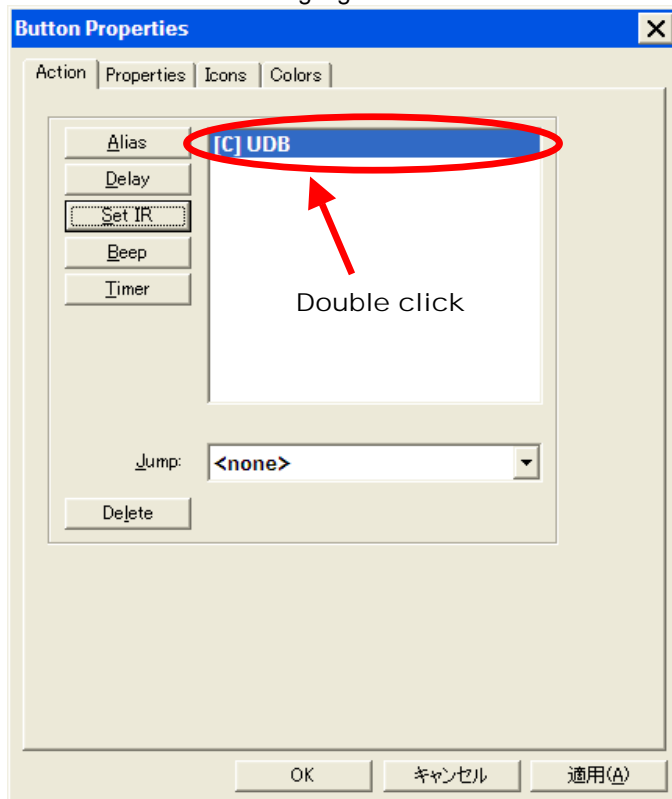 Button Properties
Action Properties Icons Colors
Alias
[C] UDB
Delay
Set IR
Beep
Timer
Double click
Jump:
<none>
Delete
OK キャンセル 適用(A)